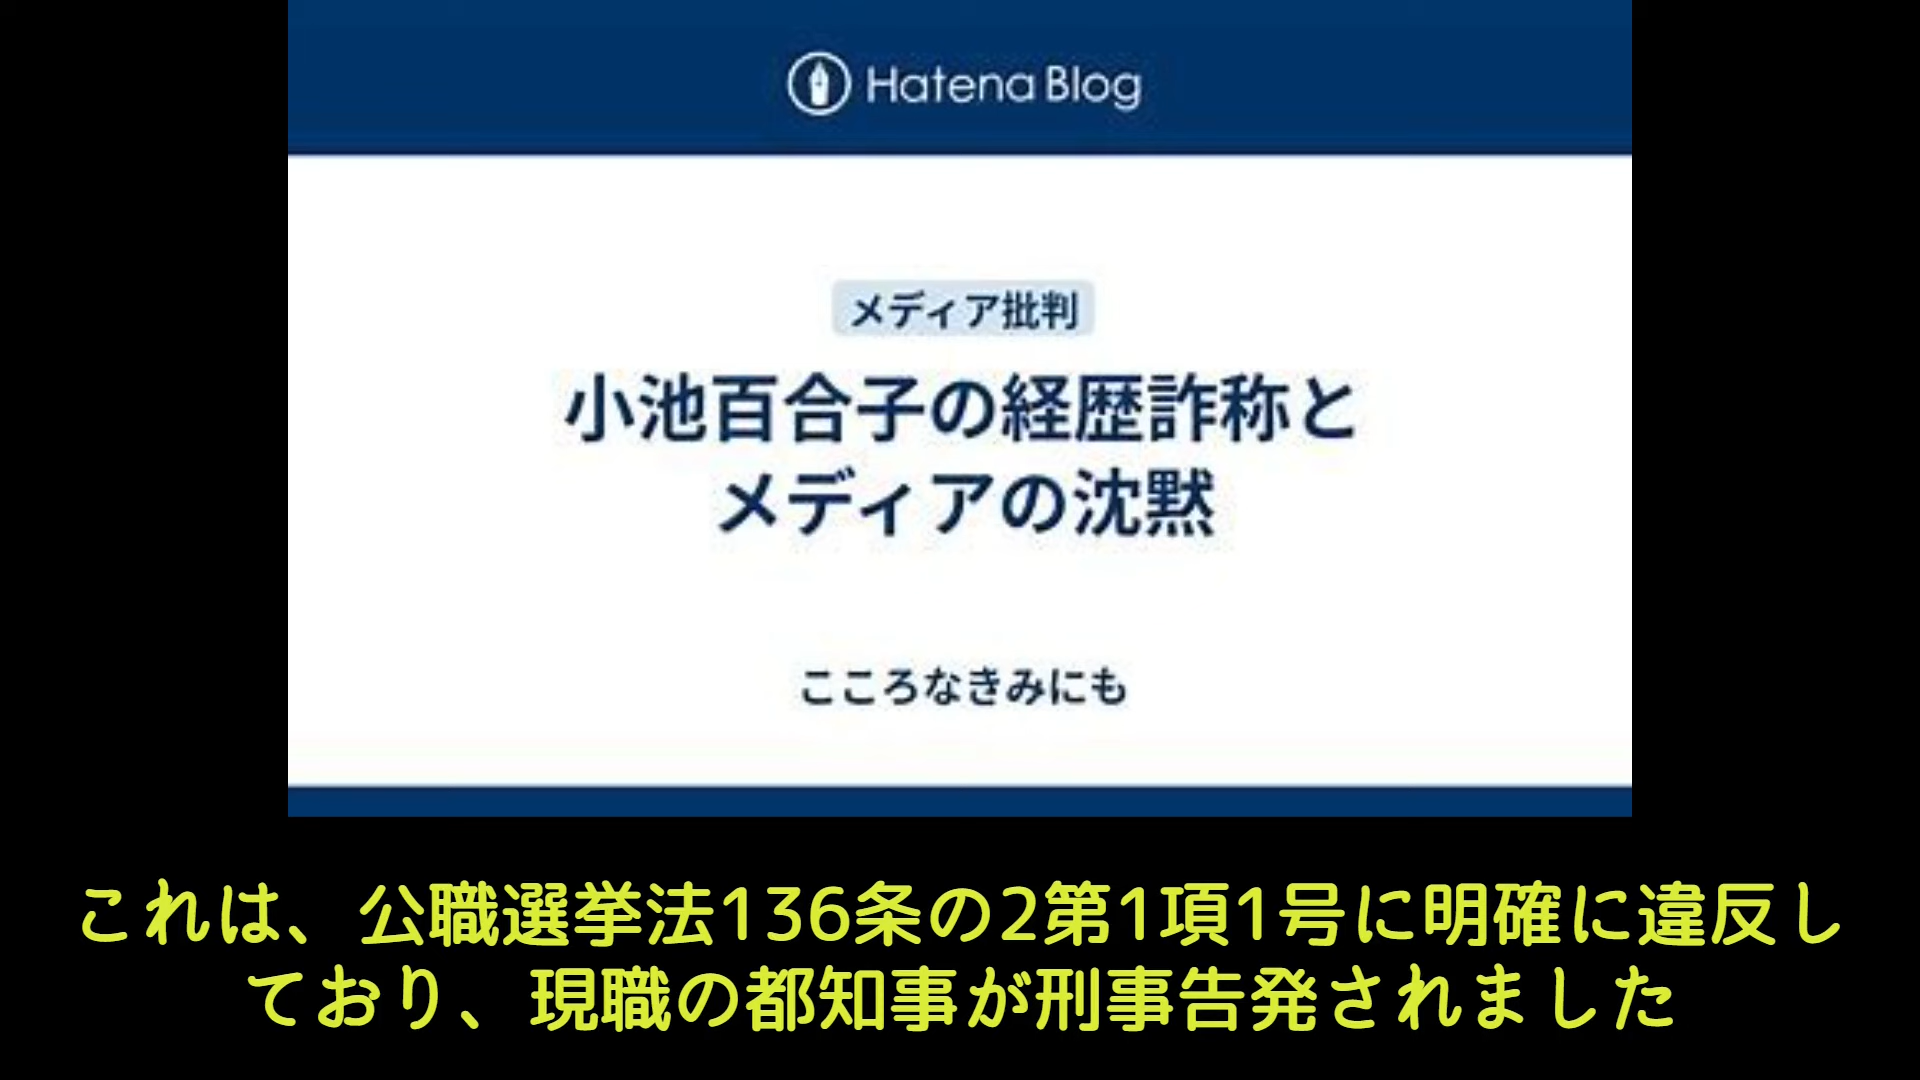 Hatena Blog
メディア批判
小池百合子の経歴詐称と
メディアの沈黙
こころなきみにも
これは、公職選挙法136条の2第1項1号に明確に違反し
ており、現職の都知事が刑事告発されました